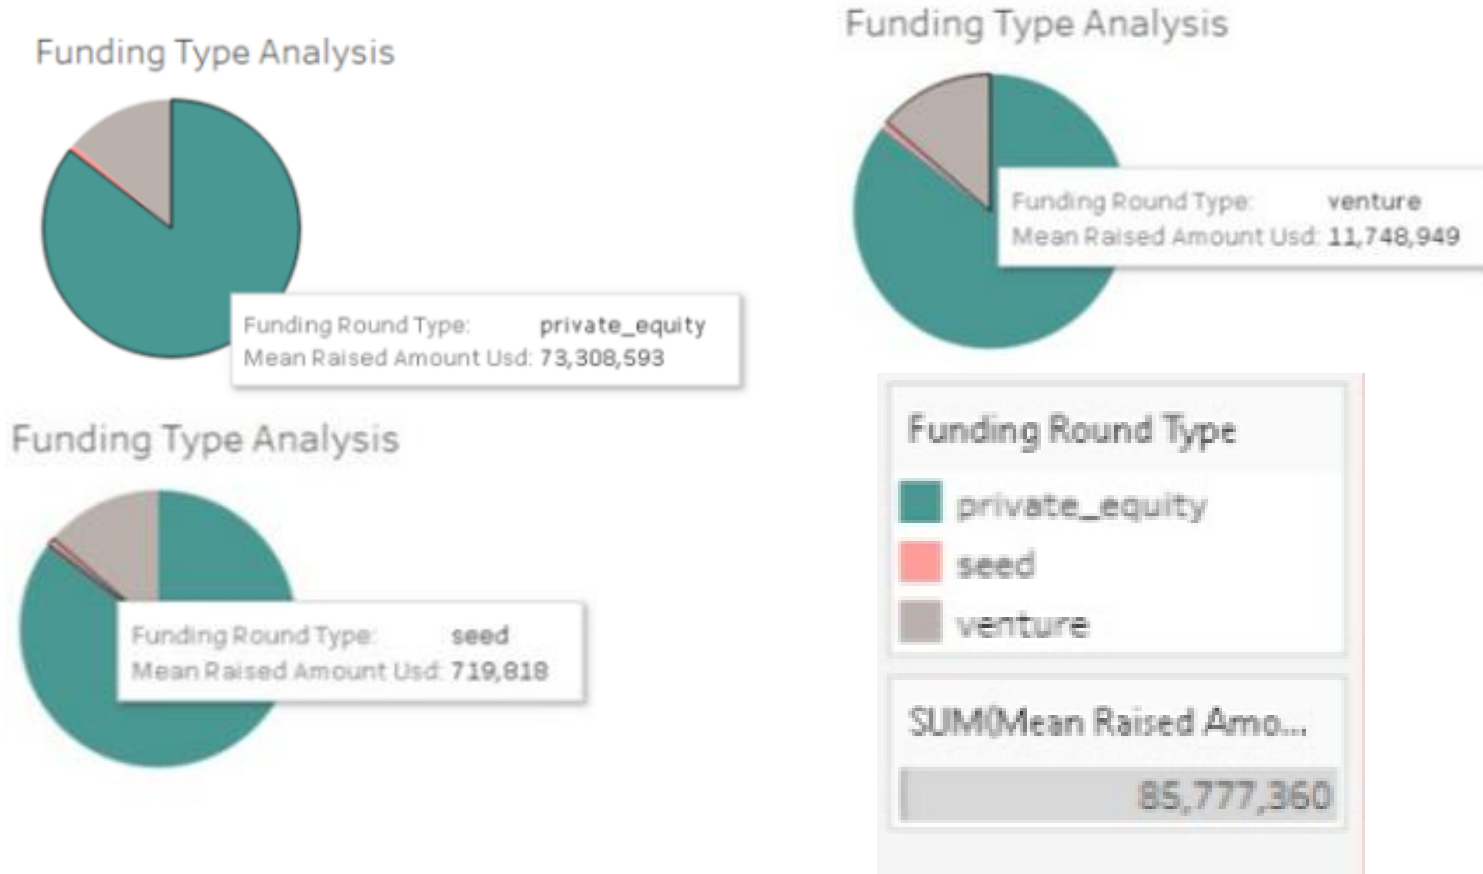 Funding Type Analysis
Funding Round Type: private_equity
Mean Raised Amount Usd: 73,308,593
Funding Type Analysis
Funding Round Type: venture
Mean Raised Amount Usd: 11,748,949
Funding Type Analysis
Funding Round Type: seed
Mean Raised Amount Usd: 719,818
Funding Round Type
private_equity
seed
venture
SUM(Mean Raised Amo...
85,777,360